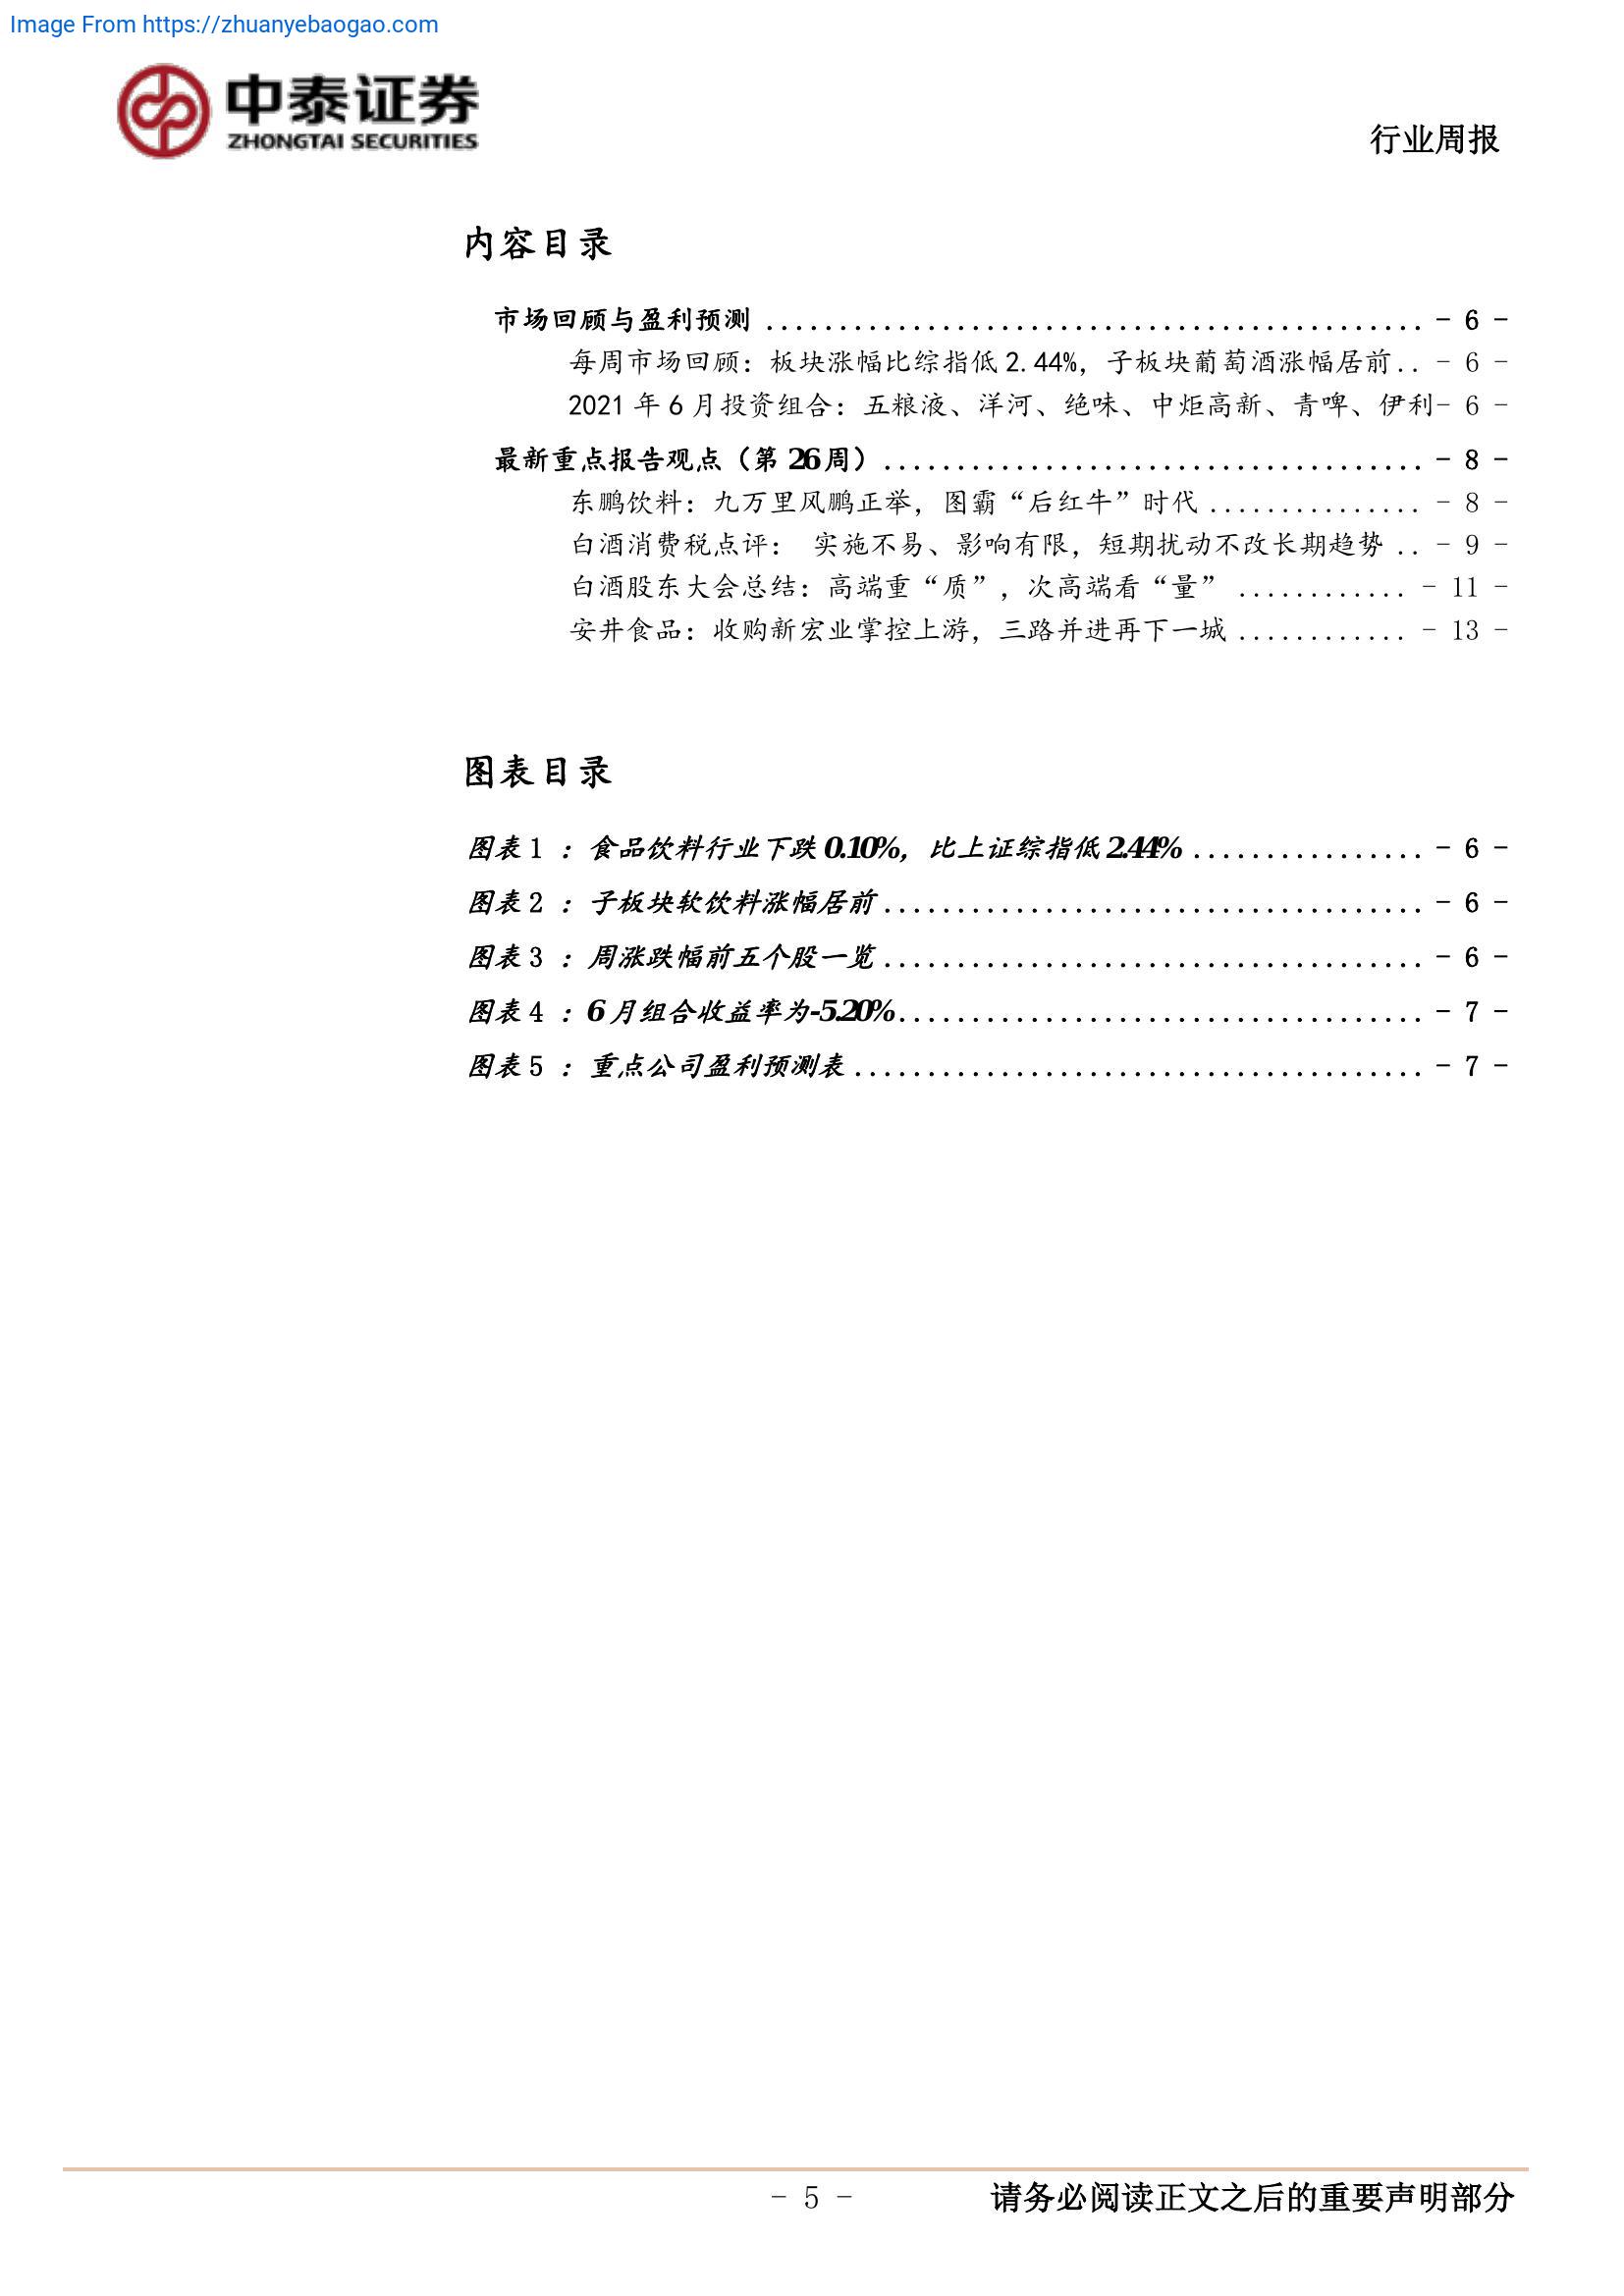 Image From https://zhuanyebaogao.com
中泰证券
ZHONGTAI SECURITIES
行业周报
内容目录
市场回顾与盈利预测 ............................................. - 6 -
每周市场回顾：板块涨幅比综指低 2.44%，子板块葡萄酒涨幅居前.. - 6 -
2021 年 6 月投资组合：五粮液、洋河、绝味、中炬高新、青啤、伊利- 6 -
最新重点报告观点（第 26 周）..................................... - 8 -
东鹏饮料：九万里风鹏正举，图霸“后红牛”时代 ............... - 8 -
白酒消费税点评： 实施不易、影响有限，短期扰动不改长期趋势 .. - 9 -
白酒股东大会总结：高端重“质”，次高端看“量” ............ - 11 -
安井食品：收购新宏业掌控上游，三路并进再下一城 ............ - 13 -
图表目录
图表 1 ：食品饮料行业下跌 0.10%，比上证综指低 2.44% ................ - 6 -
图表 2 ：子板块软饮料涨幅居前..................................... - 6 -
图表 3 ：周涨跌幅前五个股一览 ..................................... - 6 -
图表 4 ：6 月组合收益率为-5.20%.................................... - 7 -
图表 5 ：重点公司盈利预测表 ....................................... - 7 -
- 5 -
请务必阅读正文之后的重要声明部分